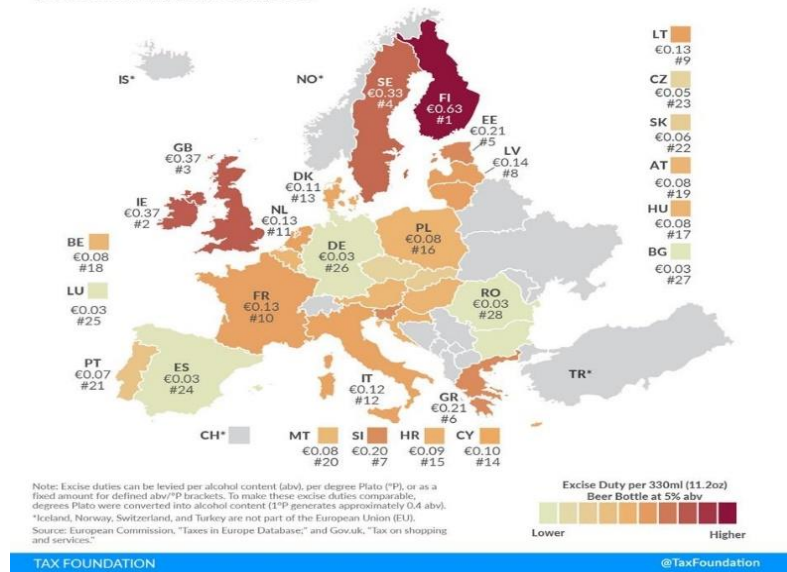 IS*
NO*
SE
€0.33
#4
FI
€0.63
#1
EE
€0.21
#5
LV
€0.14
#8
LT
€0.13
#9
CZ
€0.05
#23
SK
€0.06
#22
AT
€0.08
#19
HU
€0.08
#17
BG
€0.03
#27
GB
€0.37
#3
IE
€0.37
#2
DK
€0.11
#13
NL
€0.13
#11
BE
€0.08
#18
LU
€0.03
#25
DE
€0.03
#26
PL
€0.08
#16
FR
€0.13
#10
RO
€0.03
#28
PT
€0.07
#21
ES
€0.03
#24
IT
€0.12
#12
GR
€0.21
#6
TR*
CH*
MT
€0.08
#20
SI
€0.20
#7
HR
€0.09
#15
CY
€0.10
#14
Note: Excise duties can be levied per alcohol content (abv), per degree Plato (°P), or as a
fixed amount for defined abv/°P brackets. To make these excise duties comparable,
degrees Plato were converted into alcohol content (1°P generates approximately 0.4 abv).
*Iceland, Norway, Switzerland, and Turkey are not part of the European Union (EU).
Source: European Commission, "Taxes in Europe Database;" and Gov.uk, "Tax on shopping
and services."
Excise Duty per 330ml (11.2oz)
Beer Bottle at 5% abv
Lower
Higher
TAX FOUNDATION
@TaxFoundation